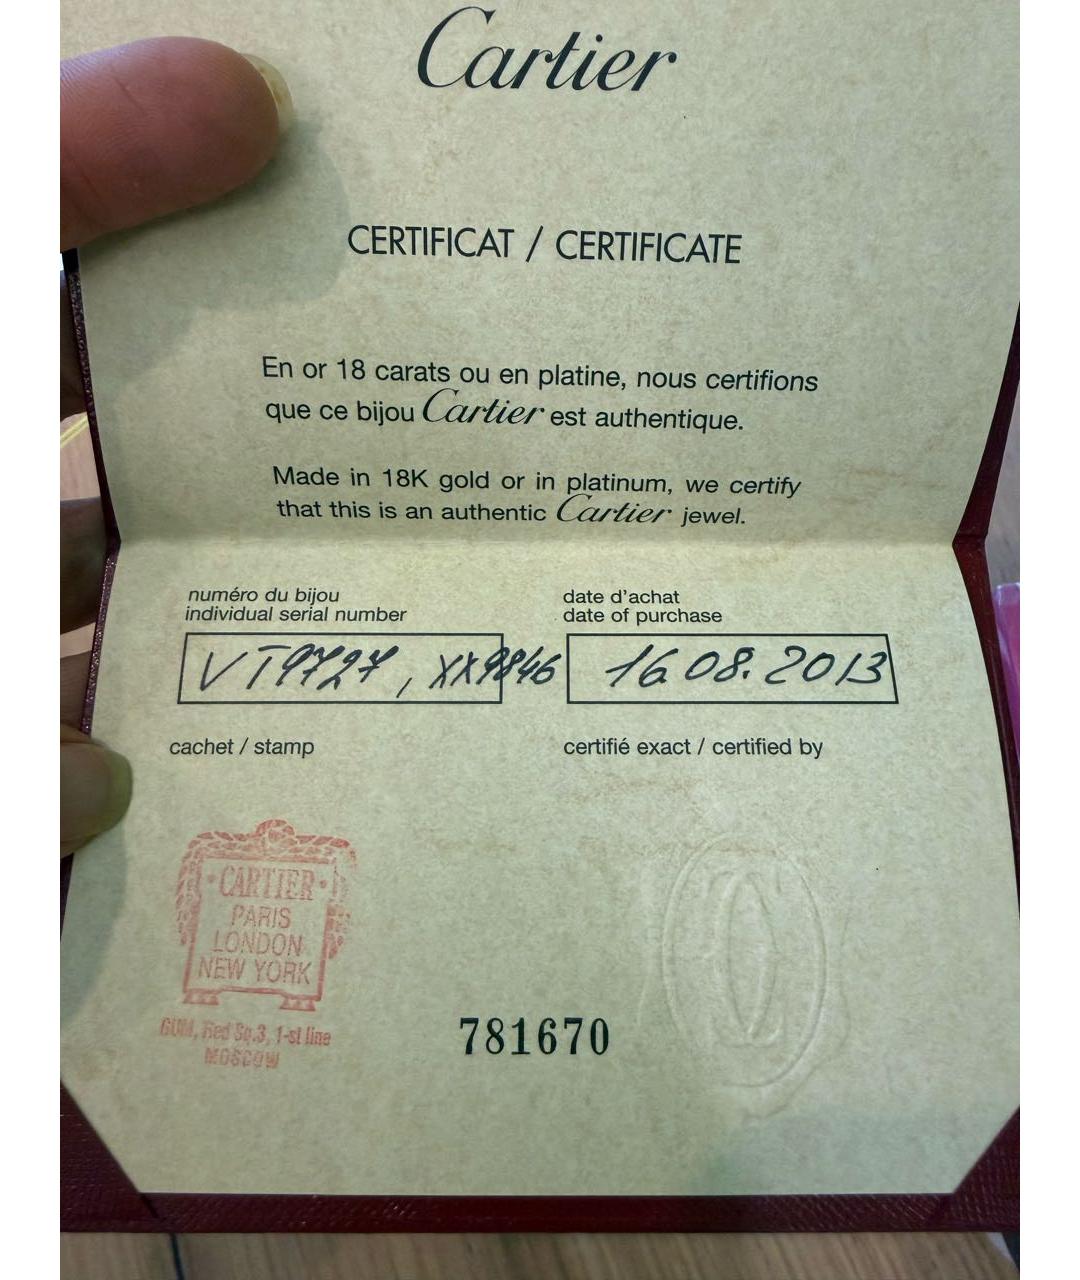 Cartier
CERTIFICAT / CERTIFICATE
En or 18 carats ou en platine, nous certifions
que ce bijou Cartier est authentique.
Made in 18K gold or in platinum, we certify
that this is an authentic Cartier jewel.
numéro du bijou
individual serial number
date d'achat
date of purchase
VT9727, XX9846
16.08.2013
cachet / stamp
certifié exact / certified by
CARTIER
PARIS
LONDON
NEW YORK
GUM, Red Sq.3, 1-st line
MOSCOW
781670